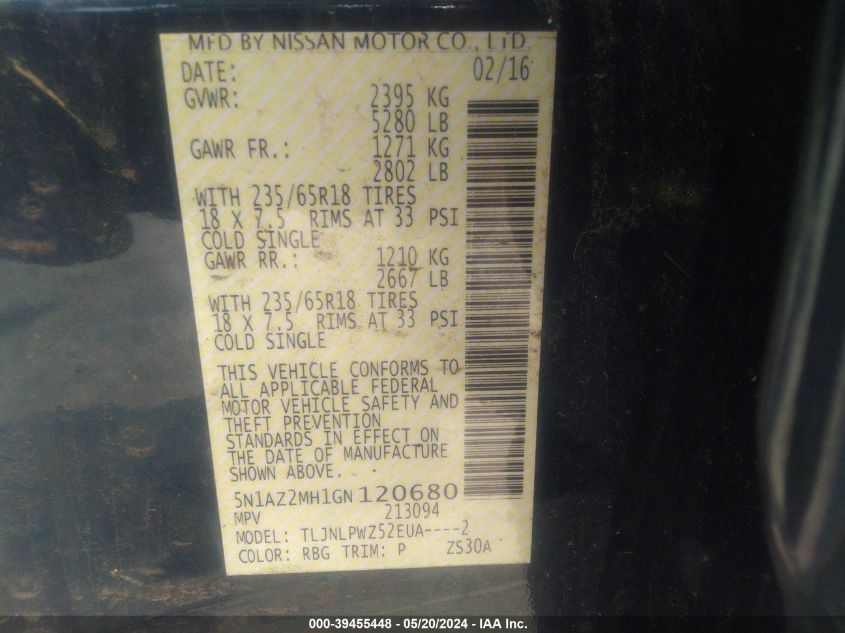 MFD BY NISSAN MOTOR CO., LTD.
DATE: 02/16
GVWR: 2395 KG
5280 LB
GAWR FR.: 1271 KG
2802 LB
WITH 235/65R18 TIRES
18 X 7.5 RIMS AT 33 PSI
COLD SINGLE
GAWR RR.: 1210 KG
2667 LB
WITH 235/65R18 TIRES
18 X 7.5 RIMS AT 33 PSI
COLD SINGLE
THIS VEHICLE CONFORMS TO
ALL APPLICABLE FEDERAL
MOTOR VEHICLE SAFETY AND
THEFT PREVENTION
STANDARDS IN EFFECT ON
THE DATE OF MANUFACTURE
SHOWN ABOVE.
5N1AZ2MH1GN120680
MPV 213094
MODEL: TLJNLPWZ52EUA----2
COLOR: RBG TRIM: P ZS30A
000-39455448 - 05/20/2024 - IAA Inc.